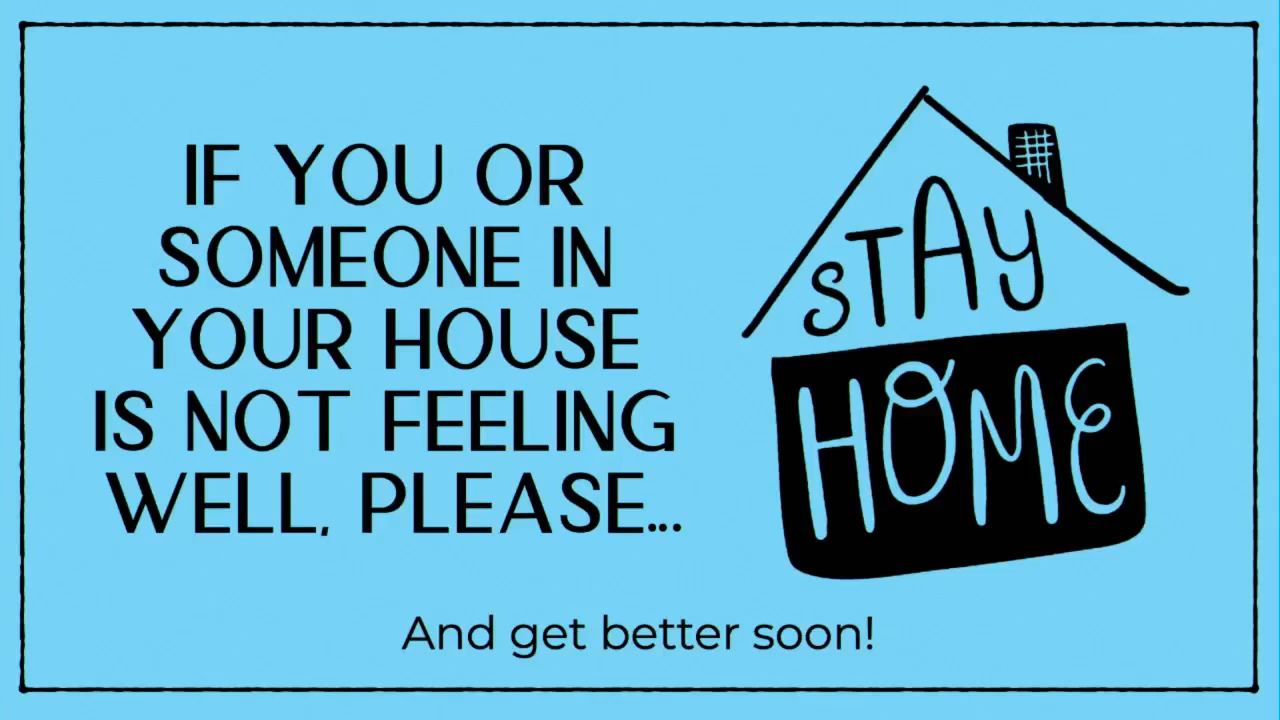 IF YOU OR
SOMEONE IN
YOUR HOUSE
IS NOT FEELING
WELL, PLEASE...
STAY
HOME
And get better soon!